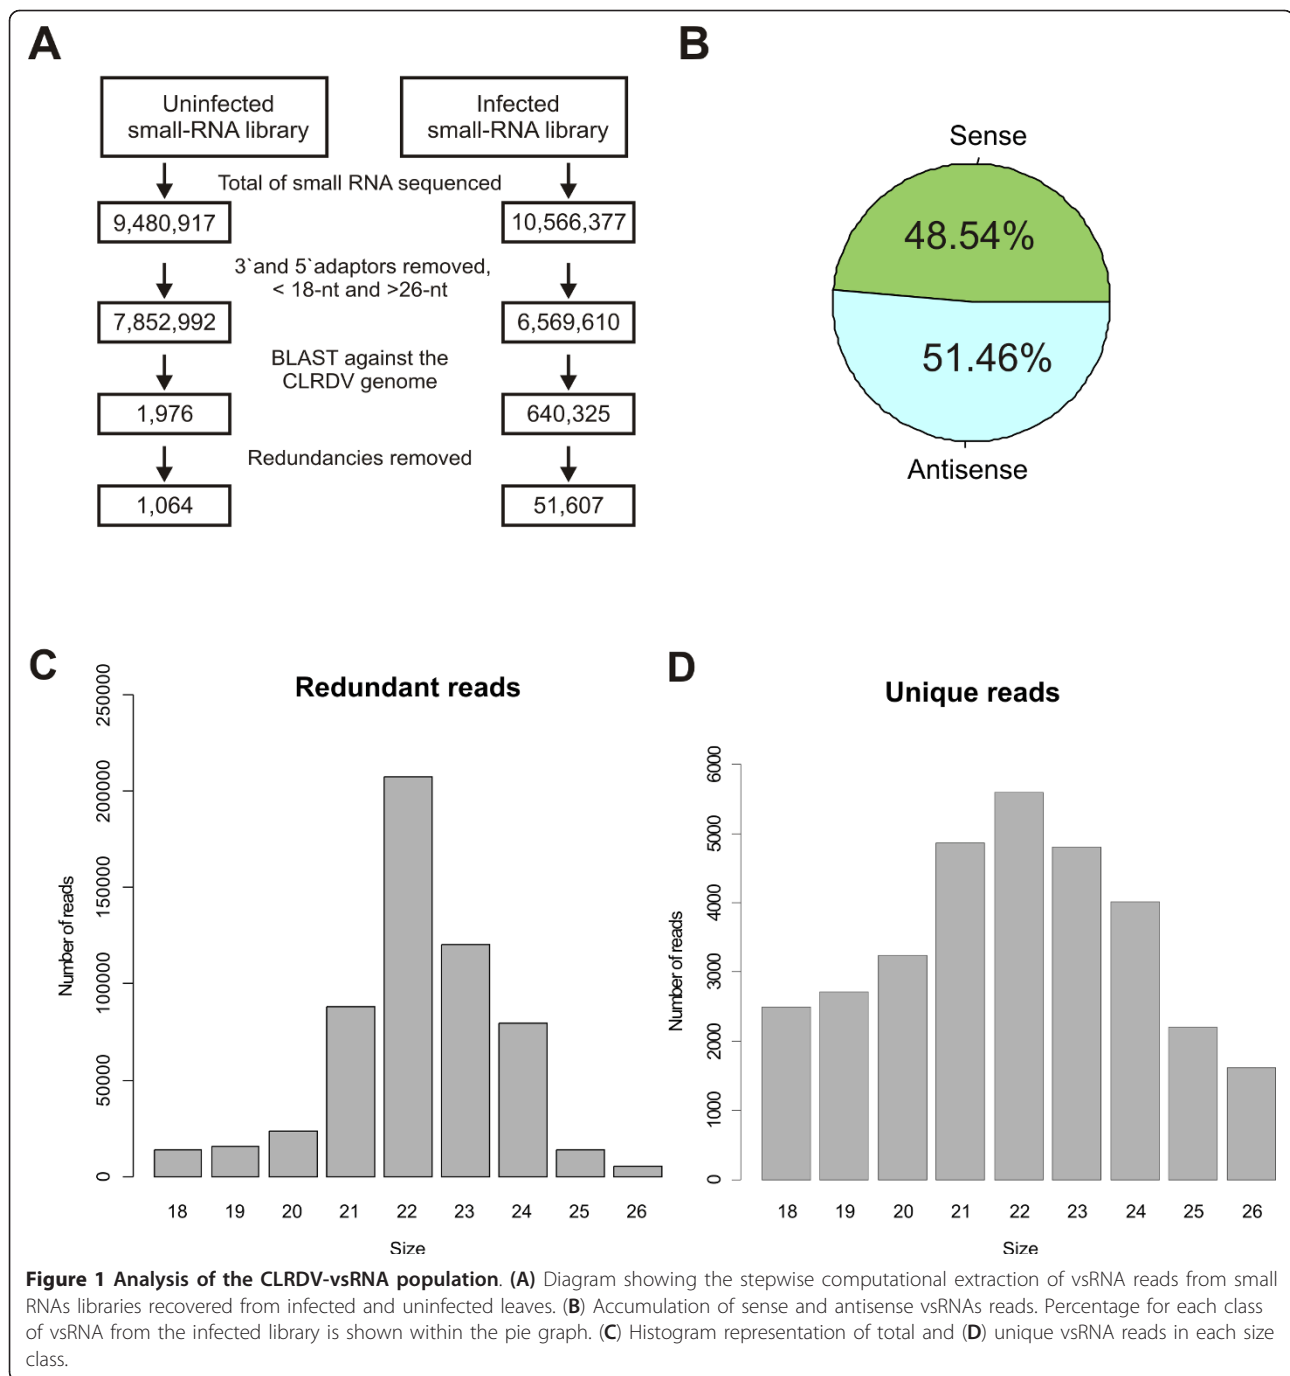 A
Uninfected
small-RNA library
Infected
small-RNA library
Total of small RNA sequenced
9,480,917
10,566,377
3`and 5`adaptors removed,
< 18-nt and >26-nt
7,852,992
6,569,610
BLAST against the
CLRDV genome
1,976
640,325
Redundancies removed
1,064
51,607
B
Sense
48.54%
51.46%
Antisense
C
Redundant reads
Number of reads
250000
200000
150000
100000
50000
0
18 19 20 21 22 23 24 25 26
Size
D
Unique reads
Number of reads
6000
5000
4000
3000
2000
1000
0
18 19 20 21 22 23 24 25 26
Size
Figure 1 Analysis of the CLRDV-vsRNA population. (A) Diagram showing the stepwise computational extraction of vsRNA reads from small
RNAs libraries recovered from infected and uninfected leaves. (B) Accumulation of sense and antisense vsRNAs reads. Percentage for each class
of vsRNA from the infected library is shown within the pie graph. (C) Histogram representation of total and (D) unique vsRNA reads in each size
class.